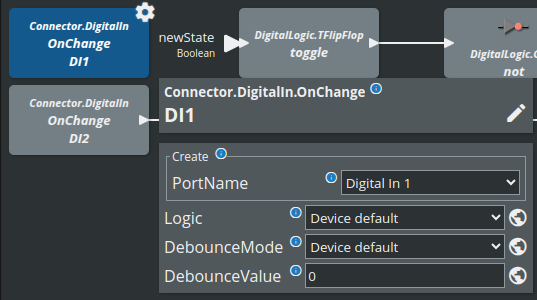 Connector.DigitalIn
OnChange
DI1
newState
Boolean
DigitalLogic.TFlipFlop
toggle
DigitalLogic.
not
Connector.DigitalIn
OnChange
DI2
Connector.DigitalIn.OnChange
DI1
Create
PortName
Digital In 1
Logic
Device default
DebounceMode
Device default
DebounceValue
0